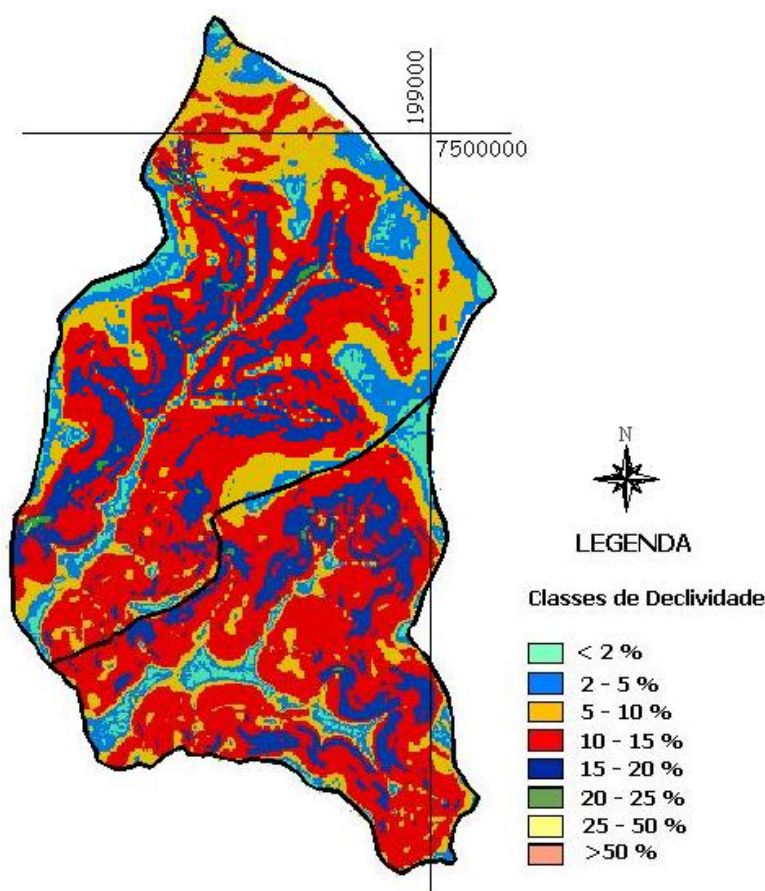 199000
7500000
N
LEGENDA
Classes de Declividade
< 2 %
2 - 5 %
5 - 10 %
10 - 15 %
15 - 20 %
20 - 25 %
25 - 50 %
>50 %